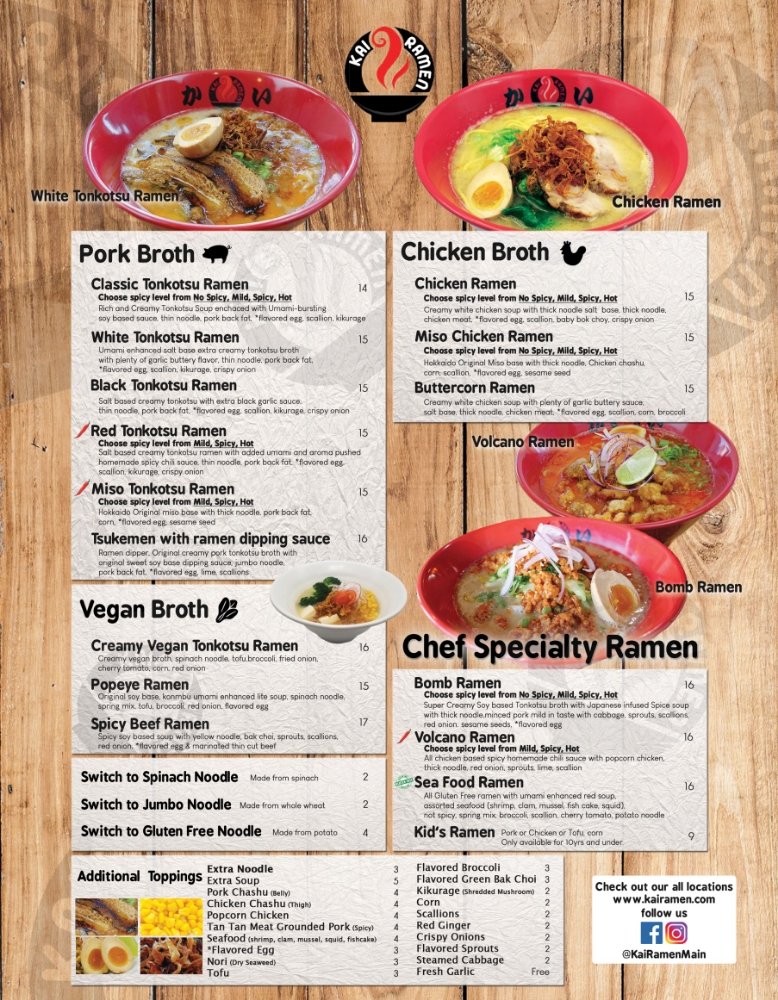 KAI RAMEN
かい
かい
White Tonkotsu Ramen
Chicken Ramen
Pork Broth
Classic Tonkotsu Ramen 14
Choose spicy level from No Spicy, Mild, Spicy, Hot
Rich and Creamy Tonkotsu Soup enchaced with Umami-bursting
soy based sauce, thin noodle, pork back fat, *flavored egg, scallion, kikurage
White Tonkotsu Ramen 15
Umami enhanced salt base extra creamy tonkotsu broth
with plenty of garlic buttery flavor, thin noodle, pork back fat,
*flavored egg, scallion, kikurage, crispy onion
Black Tonkotsu Ramen 15
Salt based creamy tonkotsu with extra black garlic sauce,
thin noodle, pork back fat, *flavored egg, scallion, kikurage, crispy onion
Red Tonkotsu Ramen 15
Choose spicy level from Mild, Spicy, Hot
Salt based creamy tonkotsu ramen with added umami and aroma pushed
homemade spicy chili sauce, thin noodle, pork back fat, *flavored egg,
scallion, kikurage, crispy onion
Miso Tonkotsu Ramen 15
Choose spicy level from Mild, Spicy, Hot
Hokkaido Original miso base with thick noodle, pork back fat,
corn, *flavored egg, sesame seed
Tsukemen with ramen dipping sauce 16
Ramen dipper, Original creamy pork tonkotsu broth with
original sweet soy base dipping sauce, jumbo noodle,
pork back fat, *flavored egg, lime, scallions
Chicken Broth
Chicken Ramen 15
Choose spicy level from No Spicy, Mild, Spicy, Hot
Creamy white chicken soup with thick noodle salt base, thick noodle,
chicken meat, *flavored egg, scallion, baby bok choy, crispy onion
Miso Chicken Ramen 15
Choose spicy level from No Spicy, Mild, Spicy, Hot
Hokkaido Original Miso base with thick noodle, Chicken chashu,
corn, scallion, *flavored egg, sesame seed
Buttercorn Ramen 15
Creamy white chicken soup with plenty of garlic buttery sauce,
salt base, thick noodle, chicken meat, *flavored egg, scallion, corn, broccoli
Volcano Ramen
かい
Bomb Ramen
Vegan Broth
Creamy Vegan Tonkotsu Ramen 16
Creamy vegan broth, spinach noodle, tofu,broccoli, fried onion,
cherry tomato, corn, red onion
Popeye Ramen 15
Original soy base, konmbu umami enhanced lite soup, spinach noodle,
spring mix, tofu, broccoli, red onion, flavored egg
Spicy Beef Ramen 17
Spicy soy based soup with yellow noodle, bok choi, sprouts, scallions,
red onion, *flavored egg & marinated thin cut beef
Chef Specialty Ramen
Bomb Ramen 16
Choose spicy level from No Spicy, Mild, Spicy, Hot
Super Creamy Soy based Tonkotsu broth with Japanese infused Spice soup
with thick noodle,minced pork mild in taste with cabbage, sprouts, scallions,
red onion, sesame seeds, *flavored egg
Volcano Ramen 16
Choose spicy level from Mild, Spicy, Hot
All chicken based spicy homemade chili sauce with popcorn chicken,
thick noodle, red onion, sprouts, lime, scallion
Sea Food Ramen 16
All Gluten Free ramen with umami enhanced red soup,
assorted seafood (shrimp, clam, mussel, fish cake, squid),
not spicy, spring mix, broccoli, scallion, cherry tomato, potato noodle
Kid's Ramen Pork or Chicken or Tofu, corn 9
Only available for 10yrs and under.
Switch to Spinach Noodle Made from spinach 2
Switch to Jumbo Noodle Made from whole wheat 2
Switch to Gluten Free Noodle Made from potato 4
Additional Toppings
Extra Noodle 3
Extra Soup 5
Pork Chashu (Belly) 4
Chicken Chashu (Thigh) 4
Popcorn Chicken 4
Tan Tan Meat Grounded Pork (Spicy) 4
Seafood (shrimp, clam, mussel, squid, fishcake) 4
*Flavored Egg 3
Nori (Dry Seaweed) 3
Tofu 3
Flavored Broccoli 3
Flavored Green Bak Choi 3
Kikurage (Shredded Mushroom) 2
Corn 2
Scallions 2
Red Ginger 2
Crispy Onions 2
Flavored Sprouts 2
Steamed Cabbage 2
Fresh Garlic Free
Check out our all locations
www.kairamen.com
follow us
@KaiRamenMain